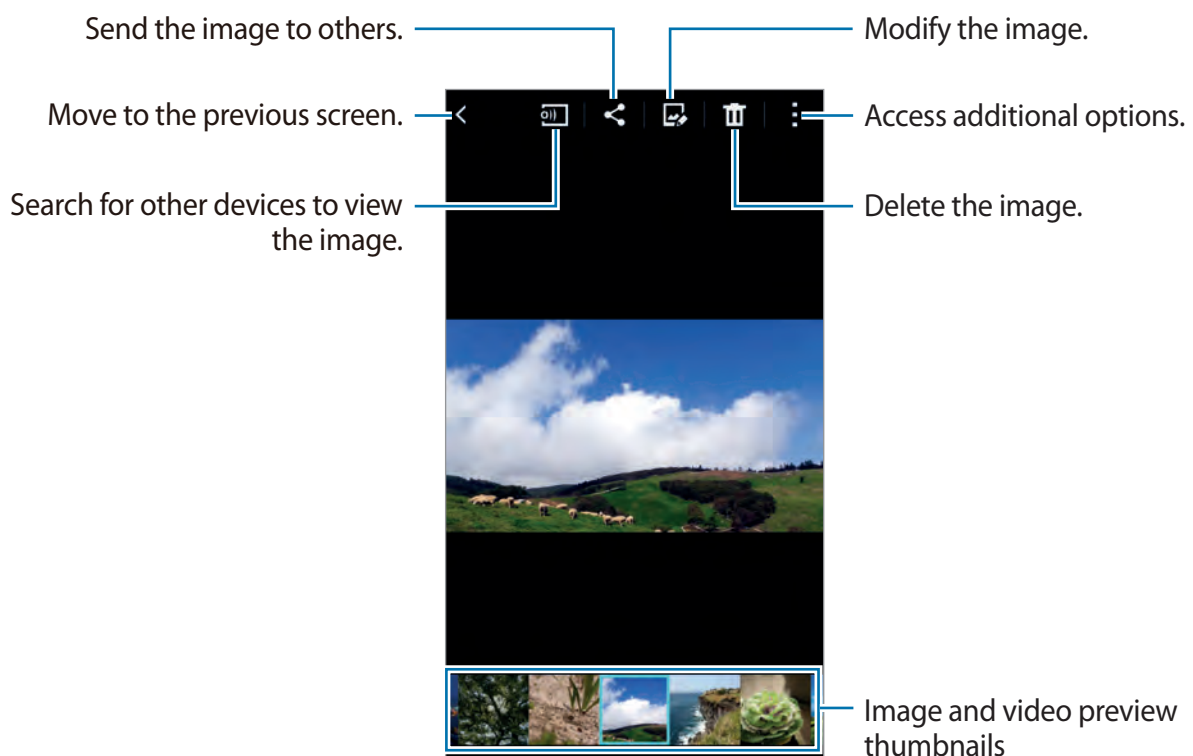 Send the image to others.
Modify the image.
Move to the previous screen.
Access additional options.
Search for other devices to view
the image.
Delete the image.
Image and video preview
thumbnails